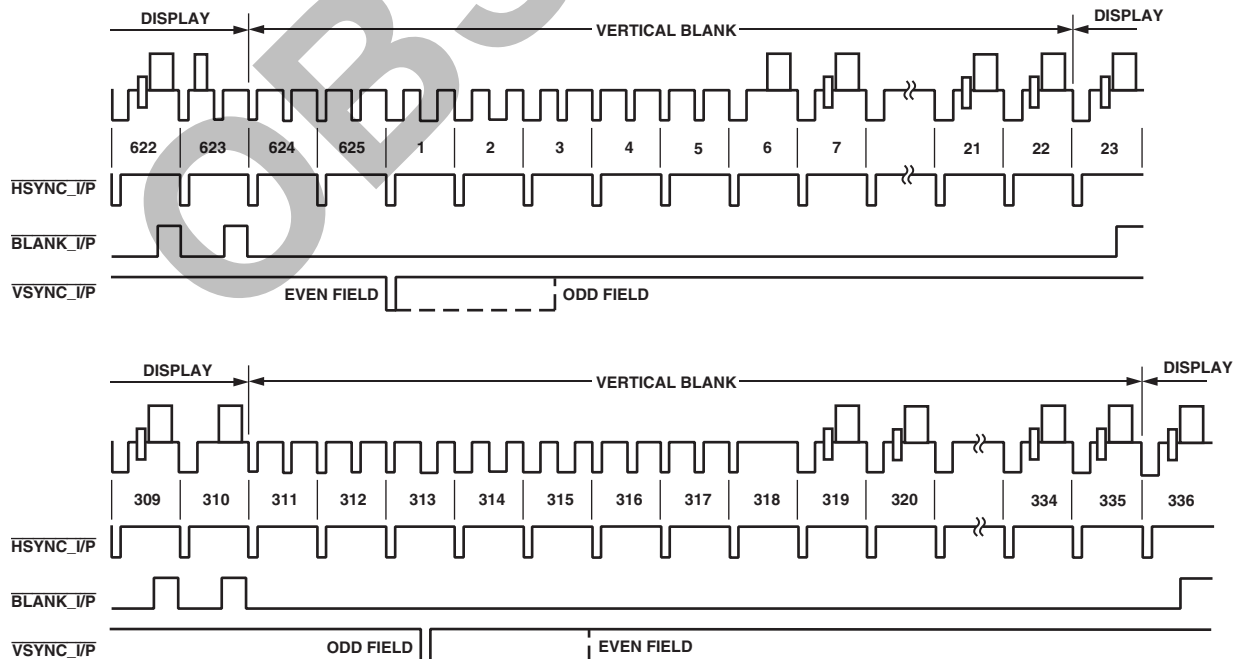 DISPLAY VERTICAL BLANK DISPLAY
622 623 624 625 1 2 3 4 5 6 7 21 22 23
HSYNC_I/P
BLANK_I/P
VSYNC_I/P EVEN FIELD ODD FIELD
DISPLAY VERTICAL BLANK DISPLAY
309 310 311 312 313 314 315 316 317 318 319 320 334 335 336
HSYNC_I/P
BLANK_I/P
VSYNC_I/P ODD FIELD EVEN FIELD